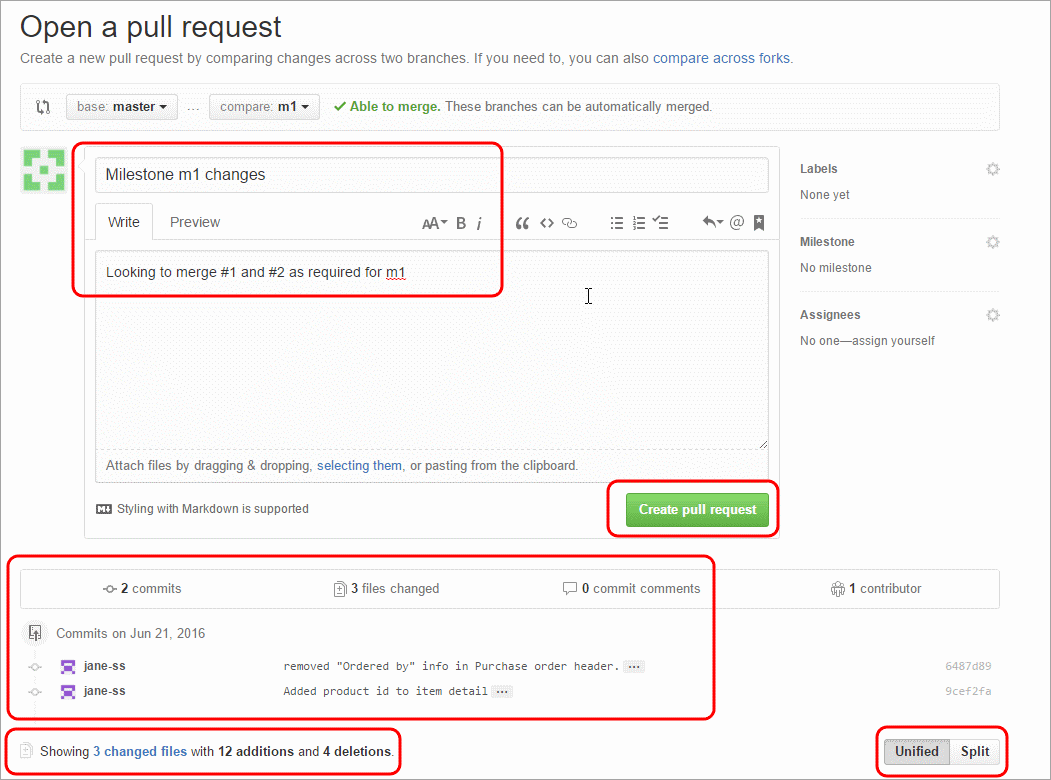 Open a pull request
Create a new pull request by comparing changes across two branches. If you need to, you can also compare across forks.
base: master ... compare: m1 Able to merge. These branches can be automatically merged.
Milestone m1 changes
Write Preview AA B i “ <> @
Looking to merge #1 and #2 as required for m1
Attach files by dragging & dropping, selecting them, or pasting from the clipboard.
Styling with Markdown is supported
Create pull request
Labels
None yet
Milestone
No milestone
Assignees
No one—assign yourself
2 commits 3 files changed 0 commit comments 1 contributor
Commits on Jun 21, 2016
jane-ss removed "Ordered by" info in Purchase order header. ... 6487d89
jane-ss Added product id to item detail ... 9cef2fa
Showing 3 changed files with 12 additions and 4 deletions. Unified Split